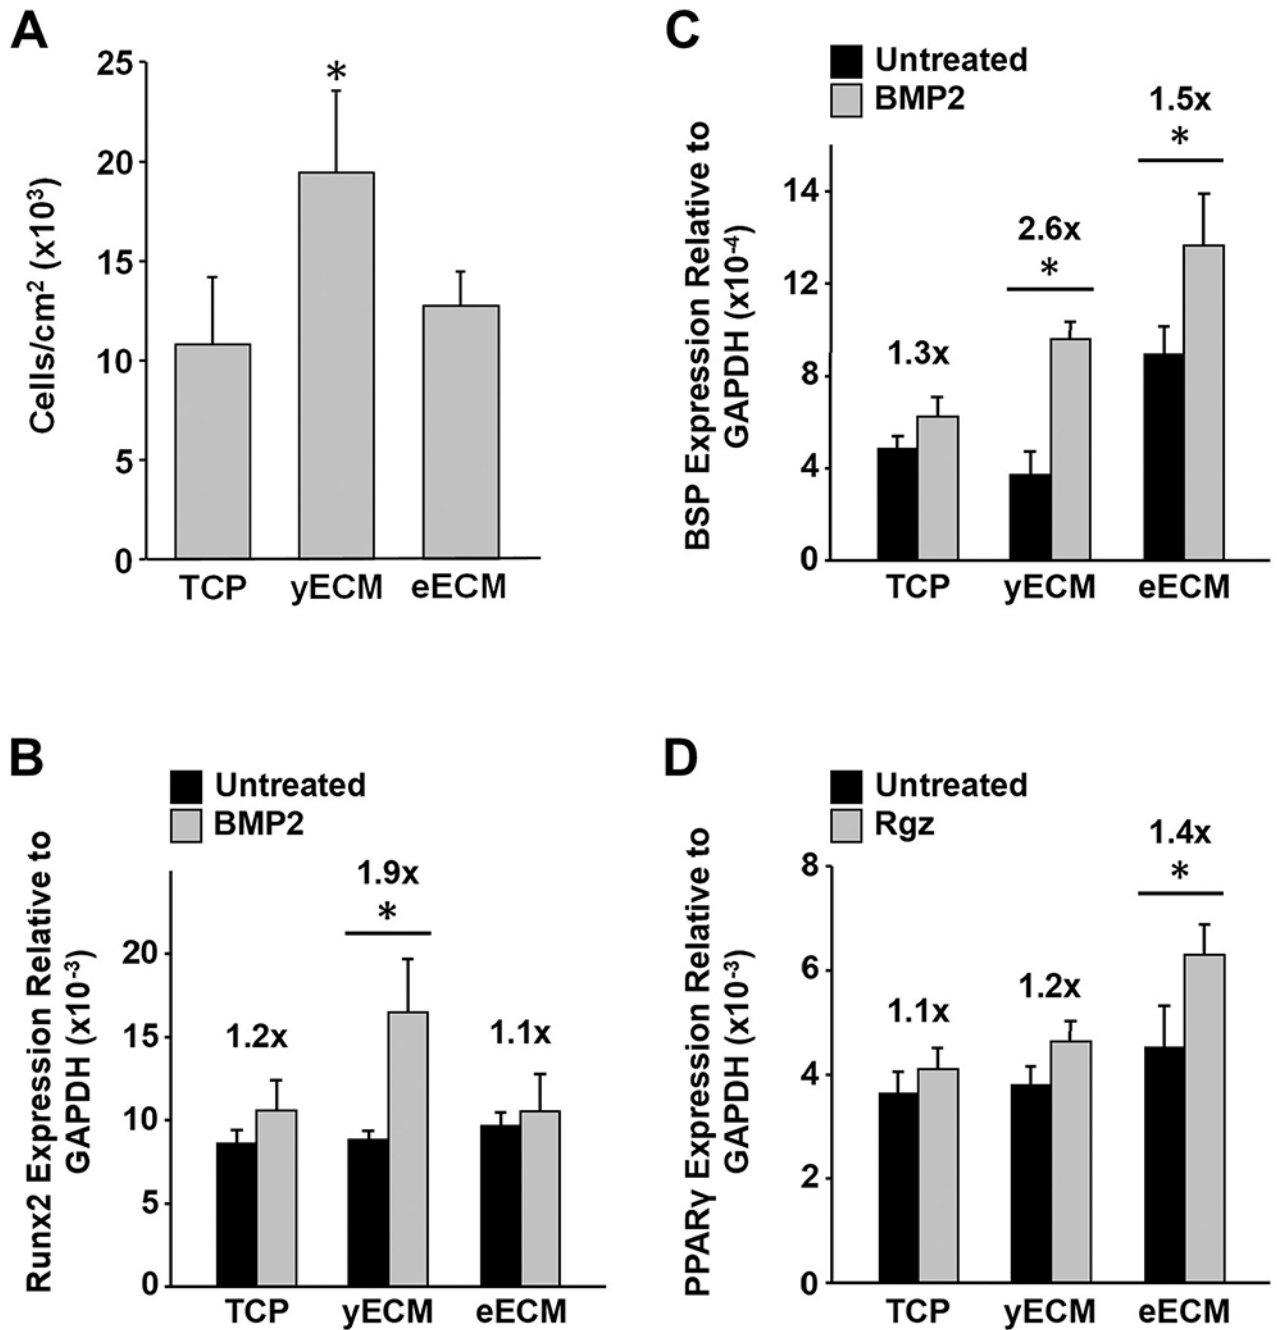 A
25
20
15
10
5
0
Cells/cm² (x10³)
*
TCP yECM eECM
C
Untreated
BMP2
BSP Expression Relative to
GAPDH (x10⁻⁴)
14
12
8
4
0
1.3x
2.6x
*
1.5x
*
TCP yECM eECM
B
Untreated
BMP2
Runx2 Expression Relative to
GAPDH (x10⁻³)
20
15
10
5
0
1.2x
1.9x
*
1.1x
TCP yECM eECM
D
Untreated
Rgz
PPARγ Expression Relative to
GAPDH (x10⁻³)
8
6
4
2
0
1.1x
1.2x
1.4x
*
TCP yECM eECM